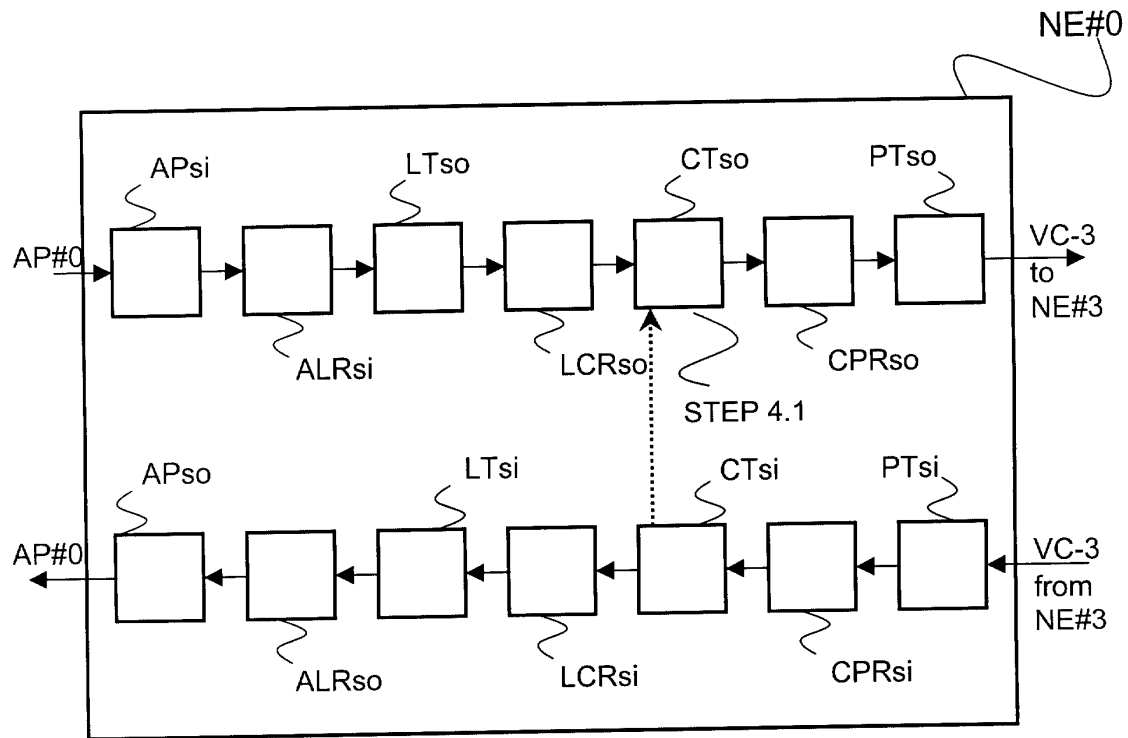 NE#0
APsi
LTso
CTso
PTso
AP#0
VC-3
to
NE#3
ALRsi
LCRso
CPRso
STEP 4.1
APso
LTsi
CTsi
PTsi
AP#0
VC-3
from
NE#3
ALRso
LCRsi
CPRsi